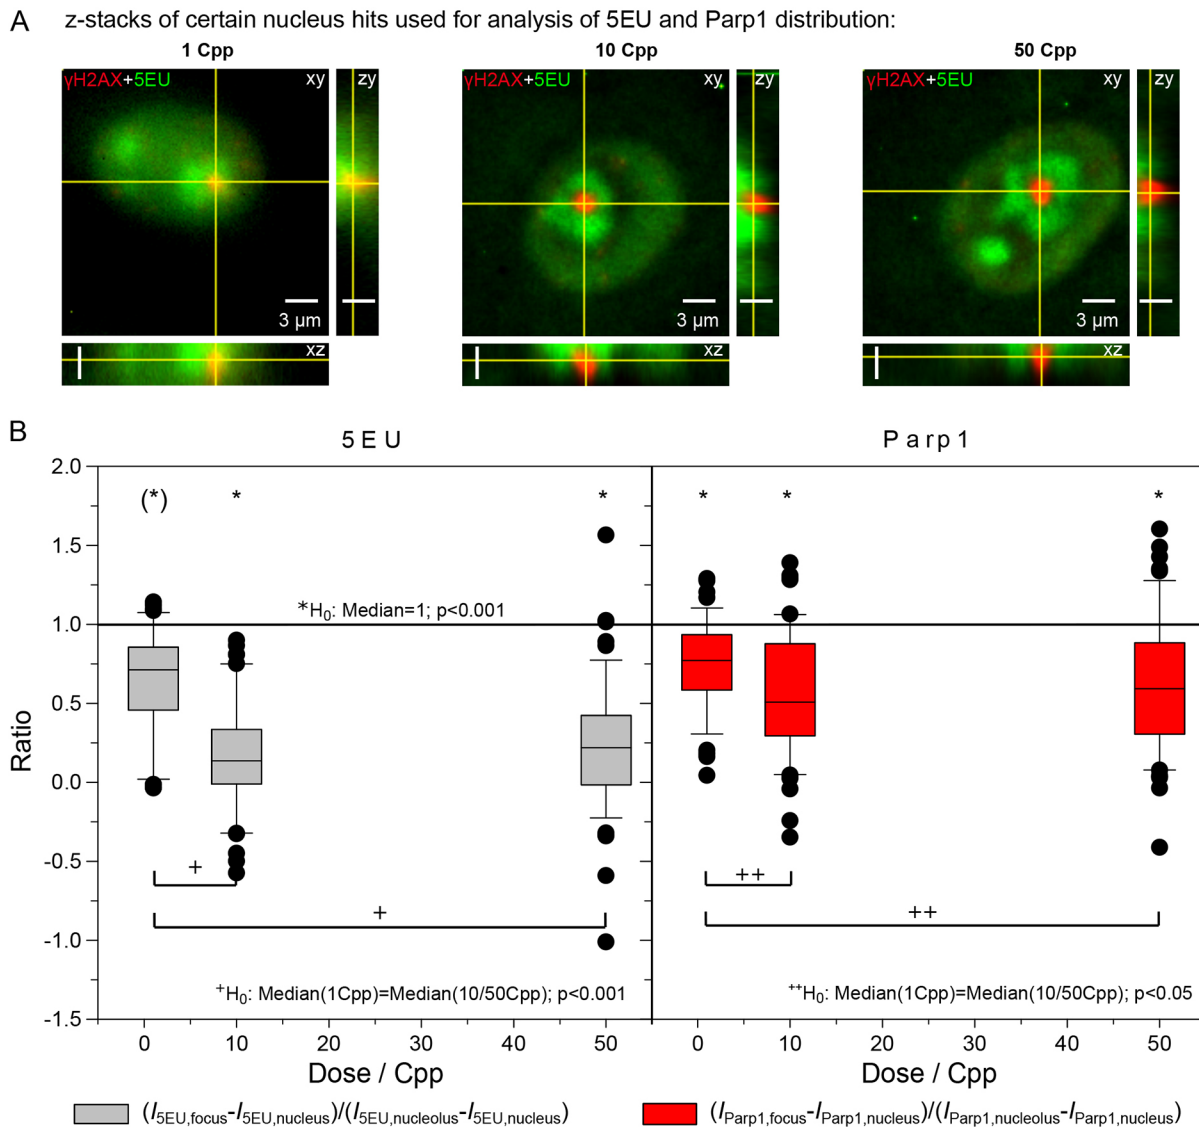 A z-stacks of certain nucleus hits used for analysis of 5EU and Parp1 distribution:
1 Cpp 10 Cpp 50 Cpp
γH2AX+5EU xy zy γH2AX+5EU xy zy γH2AX+5EU xy zy
3 µm 3 µm 3 µm
xz xz xz
B 5EU Parp1
2.0
(*) * * * * *
1.5
*H0: Median=1; p<0.001
1.0
0.5
Ratio
0.0
-0.5
+ ++
+ ++
-1.0
+H0: Median(1Cpp)=Median(10/50Cpp); p<0.001 ++H0: Median(1Cpp)=Median(10/50Cpp); p<0.05
-1.5
0 10 20 30 40 50 0 10 20 30 40 50
Dose / Cpp Dose / Cpp
(I5EU,focus-I5EU,nucleus)/(I5EU,nucleolus-I5EU,nucleus) (IParp1,focus-IParp1,nucleus)/(IParp1,nucleolus-IParp1,nucleus)